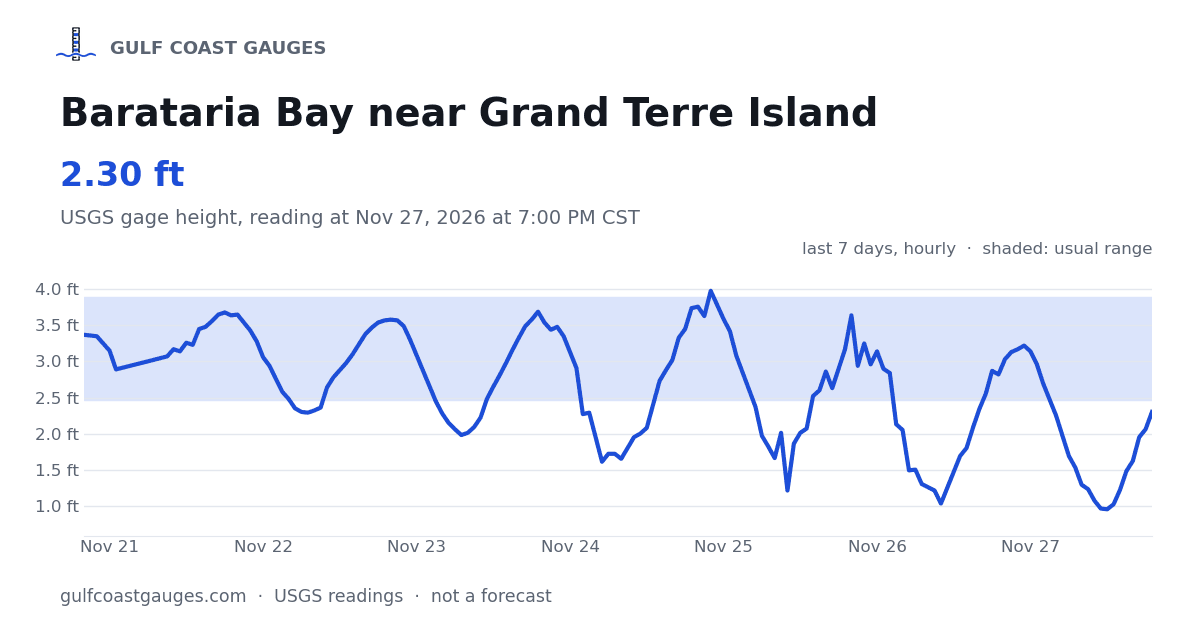 GULF COAST GAUGES
Barataria Bay near Grand Terre Island
2.30 ft
USGS gage height, reading at Nov 27, 2026 at 7:00 PM CST
last 7 days, hourly · shaded: usual range
4.0 ft
3.5 ft
3.0 ft
2.5 ft
2.0 ft
1.5 ft
1.0 ft
Nov 21 Nov 22 Nov 23 Nov 24 Nov 25 Nov 26 Nov 27
gulfcoastgauges.com · USGS readings · not a forecast